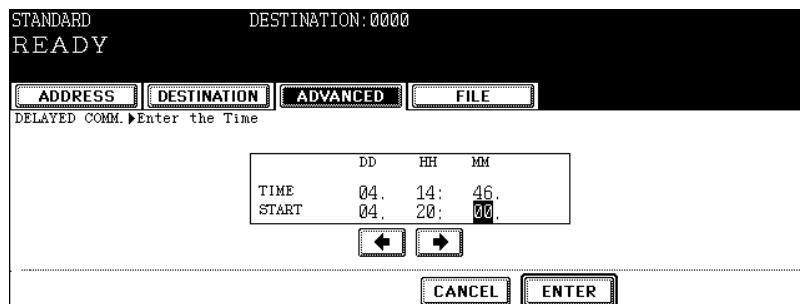 STANDARD DESTINATION:0000
READY
ADDRESS DESTINATION ADVANCED FILE
DELAYED COMM.▶Enter the Time
DD HH MM
TIME 04. 14: 46.
START 04. 20: 00.
CANCEL ENTER